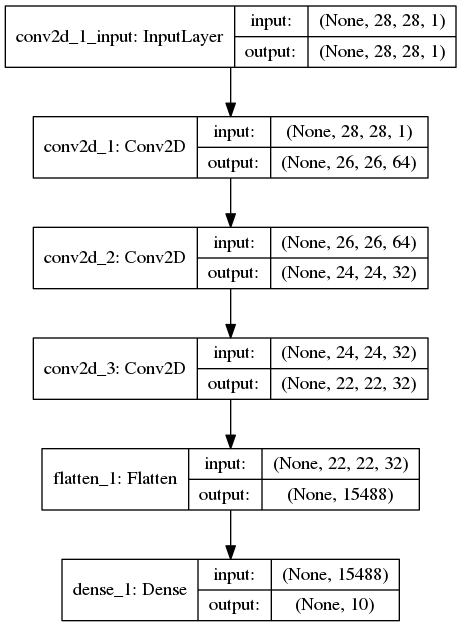 conv2d_1_input: InputLayer
input: (None, 28, 28, 1)
output: (None, 28, 28, 1)
conv2d_1: Conv2D
input: (None, 28, 28, 1)
output: (None, 26, 26, 64)
conv2d_2: Conv2D
input: (None, 26, 26, 64)
output: (None, 24, 24, 32)
conv2d_3: Conv2D
input: (None, 24, 24, 32)
output: (None, 22, 22, 32)
flatten_1: Flatten
input: (None, 22, 22, 32)
output: (None, 15488)
dense_1: Dense
input: (None, 15488)
output: (None, 10)